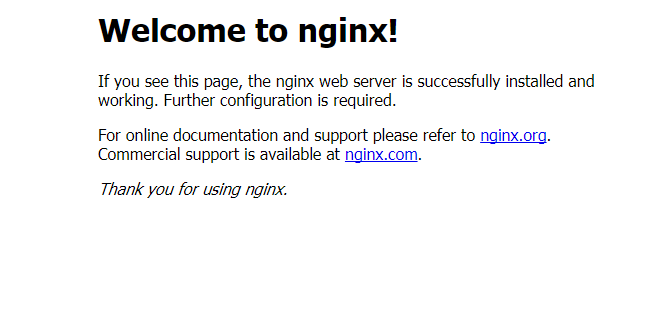 Welcome to nginx!
If you see this page, the nginx web server is successfully installed and
working. Further configuration is required.
For online documentation and support please refer to nginx.org.
Commercial support is available at nginx.com.
Thank you for using nginx.